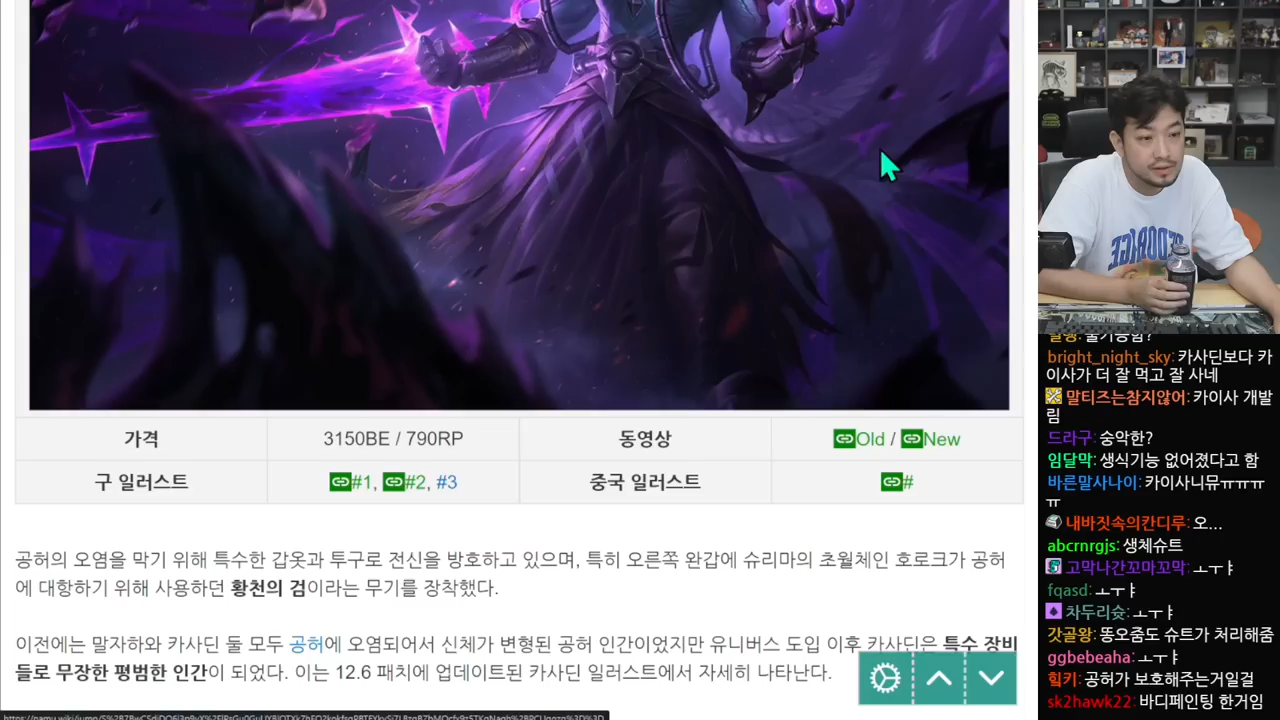 가격
3150BE / 790RP
동영상
Old / New
구 일러스트
#1, #2, #3
중국 일러스트
#
공허의 오염을 막기 위해 특수한 갑옷과 투구로 전신을 방호하고 있으며, 특히 오른쪽 완갑에 슈리마의 초월체인 호로크가 공허
에 대항하기 위해 사용하던 황천의 검이라는 무기를 장착했다.
이전에는 말자하와 카사딘 둘 모두 공허에 오염되어서 신체가 변형된 공허 인간이었지만 유니버스 도입 이후 카사딘은 특수 장비
들로 무장한 평범한 인간이 되었다. 이는 12.6 패치에 업데이트된 카사딘 일러스트에서 자세히 나타난다.
bright_night_sky: 카사딘보다 카
이사가 더 잘 먹고 잘 사네
말티즈는참지않어: 카이사 개발
림
드라구: 숭악한?
임달막: 생식기능 없어졌다고 함
바른말사나이: 카이사니뮤ㅠㅠㅠ
ㅠ
내바짓속의칸디루: 오...
abcrnrgjs: 생체슈트
고막나간꼬마꼬막: ㅗㅜㅑ
fqasd: ㅗㅜㅑ
차두리슛: ㅗㅜㅑ
갓골왕: 똥오줌도 슈트가 처리해줌
ggbebeaha: ㅗㅜㅑ
힠키: 공허가 보호해주는거일걸
sk2hawk22: 바디페인팅 한거임